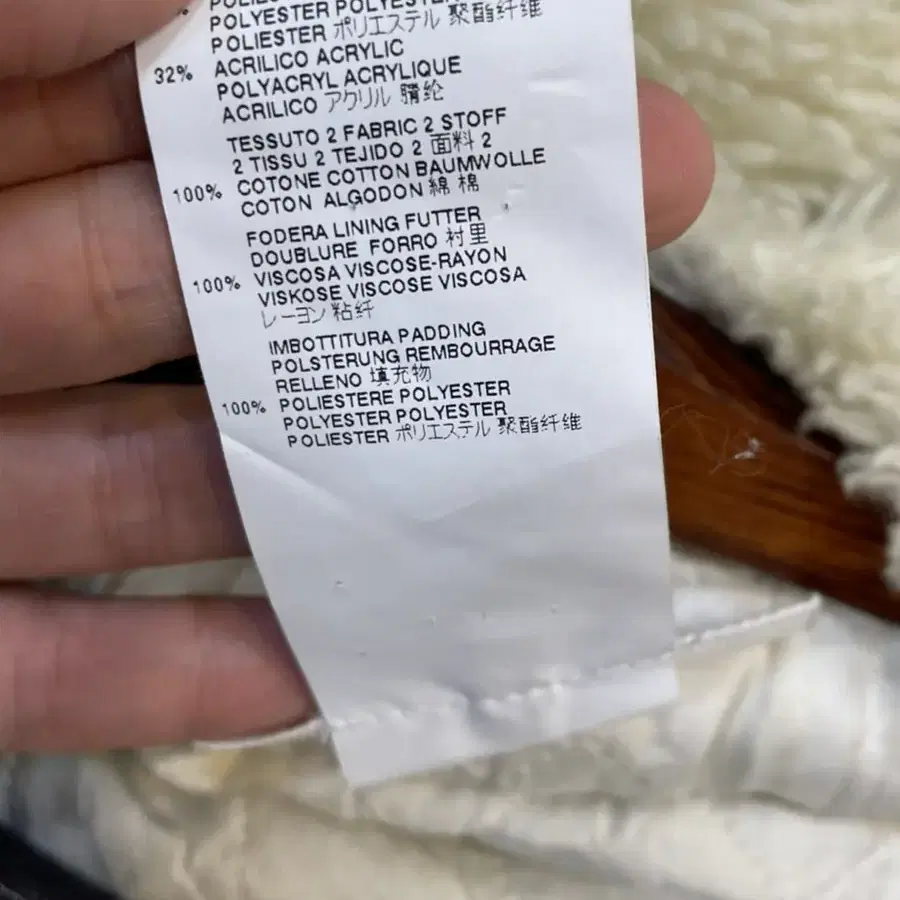 POLYESTER POLYESTER
POLIESTER ポリエステル 聚酯纤维
32% ACRILICO ACRYLIC
POLYACRYL ACRYLIQUE
ACRILICO アクリル 腈纶
TESSUTO 2 FABRIC 2 STOFF
2 TISSU 2 TEJIDO 2 面料 2
100% COTONE COTTON BAUMWOLLE
COTON ALGODON 綿 棉
FODERA LINING FUTTER
DOUBLURE FORRO 村里
100% VISCOSA VISCOSE-RAYON
VISKOSE VISCOSE VISCOSA
レーヨン 粘纤
IMBOTTITURA PADDING
POLSTERUNG REMBOURRAGE
RELLENO 填充物
100% POLIESTERE POLYESTER
POLYESTER POLYESTER
POLIESTER ポリエステル 聚酯纤维